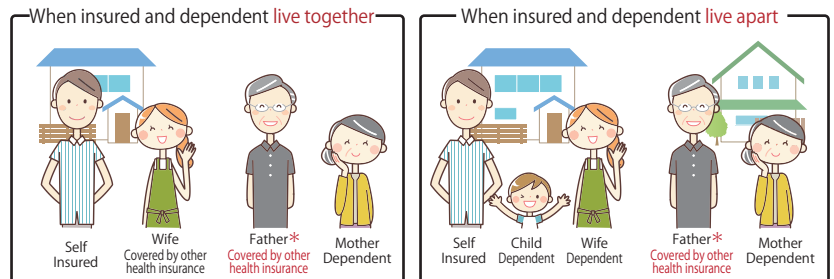 When insured and dependent live together
Self
Insured
Wife
Covered by other
health insurance
Father*
Covered by other
health insurance
Mother
Dependent
When insured and dependent live apart
Self
Insured
Child
Dependent
Wife
Dependent
Father*
Covered by other
health insurance
Mother
Dependent